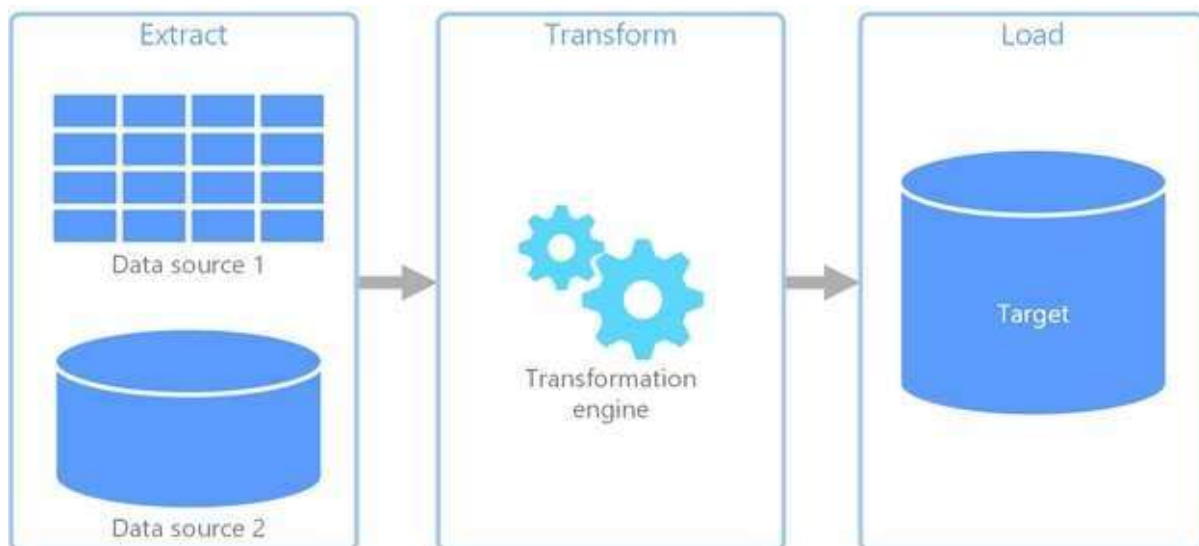 Extract
Data source 1
Data source 2
Transform
Transformation
engine
Load
Target